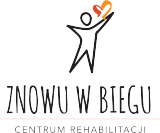 ZNOWU W BIEGU
CENTRUM REHABILITACJI